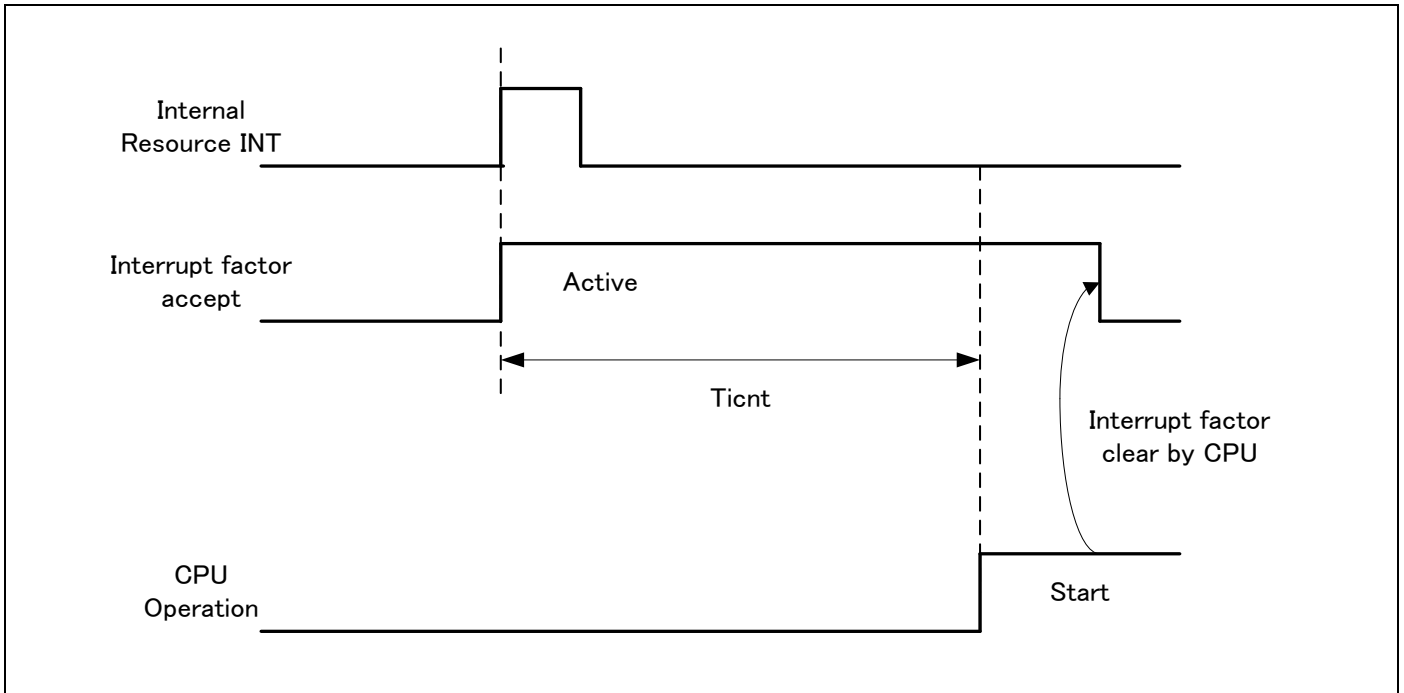 Internal
Resource INT
Interrupt factor
accept
Active
Ticnt
Interrupt factor
clear by CPU
CPU
Operation
Start